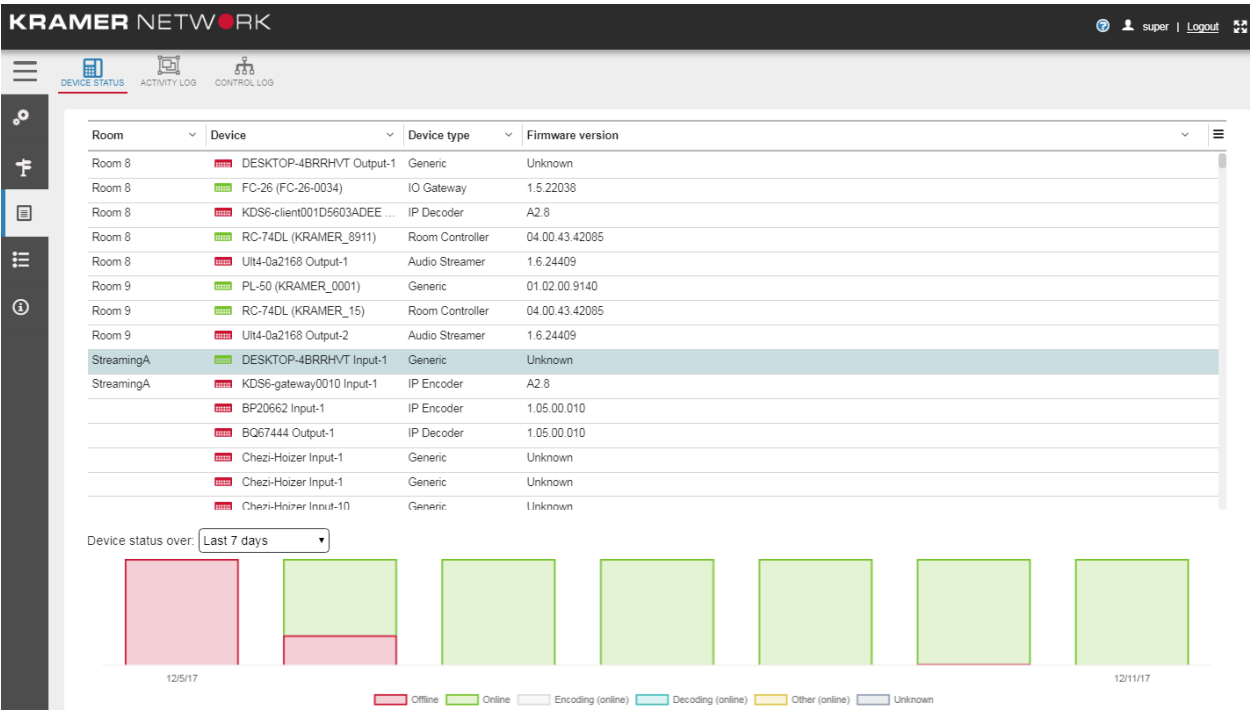 KRAMER NETWORK
super | Logout
DEVICE STATUS ACTIVITY LOG CONTROL LOG
Room Device Device type Firmware version
Room 8 DESKTOP-4BRRHVT Output-1 Generic Unknown
Room 8 FC-26 (FC-26-0034) IO Gateway 1.5.22038
Room 8 KDS6-client001D5603ADEE ... IP Decoder A2.8
Room 8 RC-74DL (KRAMER_8911) Room Controller 04.00.43.42085
Room 8 Ult4-0a2168 Output-1 Audio Streamer 1.6.24409
Room 9 PL-50 (KRAMER_0001) Generic 01.02.00.9140
Room 9 RC-74DL (KRAMER_15) Room Controller 04.00.43.42085
Room 9 Ult4-0a2168 Output-2 Audio Streamer 1.6.24409
StreamingA DESKTOP-4BRRHVT Input-1 Generic Unknown
StreamingA KDS6-gateway0010 Input-1 IP Encoder A2.8
BP20662 Input-1 IP Encoder 1.05.00.010
BQ67444 Output-1 IP Decoder 1.05.00.010
Chezi-Hoizer Input-1 Generic Unknown
Chezi-Hoizer Input-1 Generic Unknown
Chezi-Hoizer Input-10 Generic Unknown
Device status over: Last 7 days
12/5/17 12/11/17
Offline Online Encoding (online) Decoding (online) Other (online) Unknown